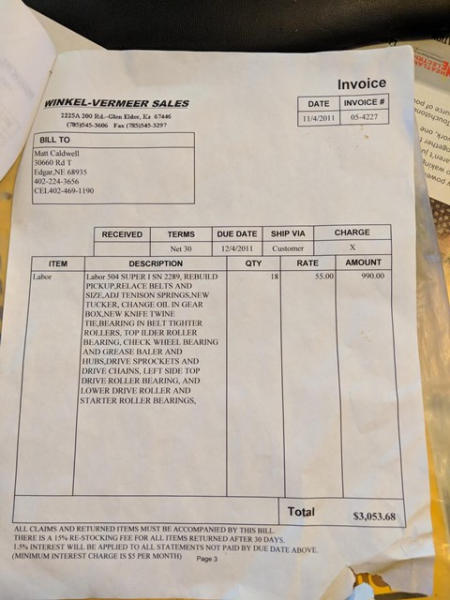 Invoice
WINKEL-VERMEER SALES
1225A 200 Rd.-Glen Elder, Ks 67446
(785)545-3606 Fax (785)545-3297
DATE INVOICE #
11/4/2011 05-4227
BILL TO
Matt Caldwell
30660 Rd T
Edgar,NE 68935
402-224-3656
CEL402-469-1190
RECEIVED TERMS DUE DATE SHIP VIA CHARGE
Net 30 12/4/2011 Customer X
ITEM DESCRIPTION QTY RATE AMOUNT
Labor Labor 504 SUPER I SN 2289, REBUILD 18 55.00 990.00
PICKUP,RELACE BELTS AND
SIZE,ADJ TENISON SPRINGS,NEW
TUCKER, CHANGE OIL IN GEAR
BOX,NEW KNIFE TWINE
TIE,BEARING IN BELT TIGHTER
ROLLERS, TOP ILDER ROLLER
BEARING, CHECK WHEEL BEARING
AND GREASE BALER AND
HUBS,DRIVE SPROCKETS AND
DRIVE CHAINS, LEFT SIDE TOP
DRIVE ROLLER BEARING, AND
LOWER DRIVE ROLLER AND
STARTER ROLLER BEARINGS,
Total $3,053.68
ALL CLAIMS AND RETURNED ITEMS MUST BE ACCOMPANIED BY THIS BILL.
THERE IS A 15% RE-STOCKING FEE FOR ALL ITEMS RETURNED AFTER 30 DAYS.
1.5% INTEREST WILL BE APPLIED TO ALL STATEMENTS NOT PAID BY DUE DATE ABOVE.
(MINIMUM INTEREST CHARGE IS $5 PER MONTH)
Page 3